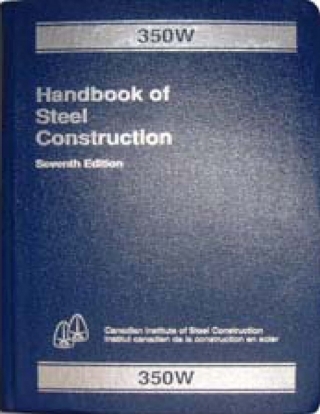 350W
Handbook of
Steel
Construction
Seventh Edition
Canadian Institute of Steel Construction
Institut canadien de la construction en acier
350W